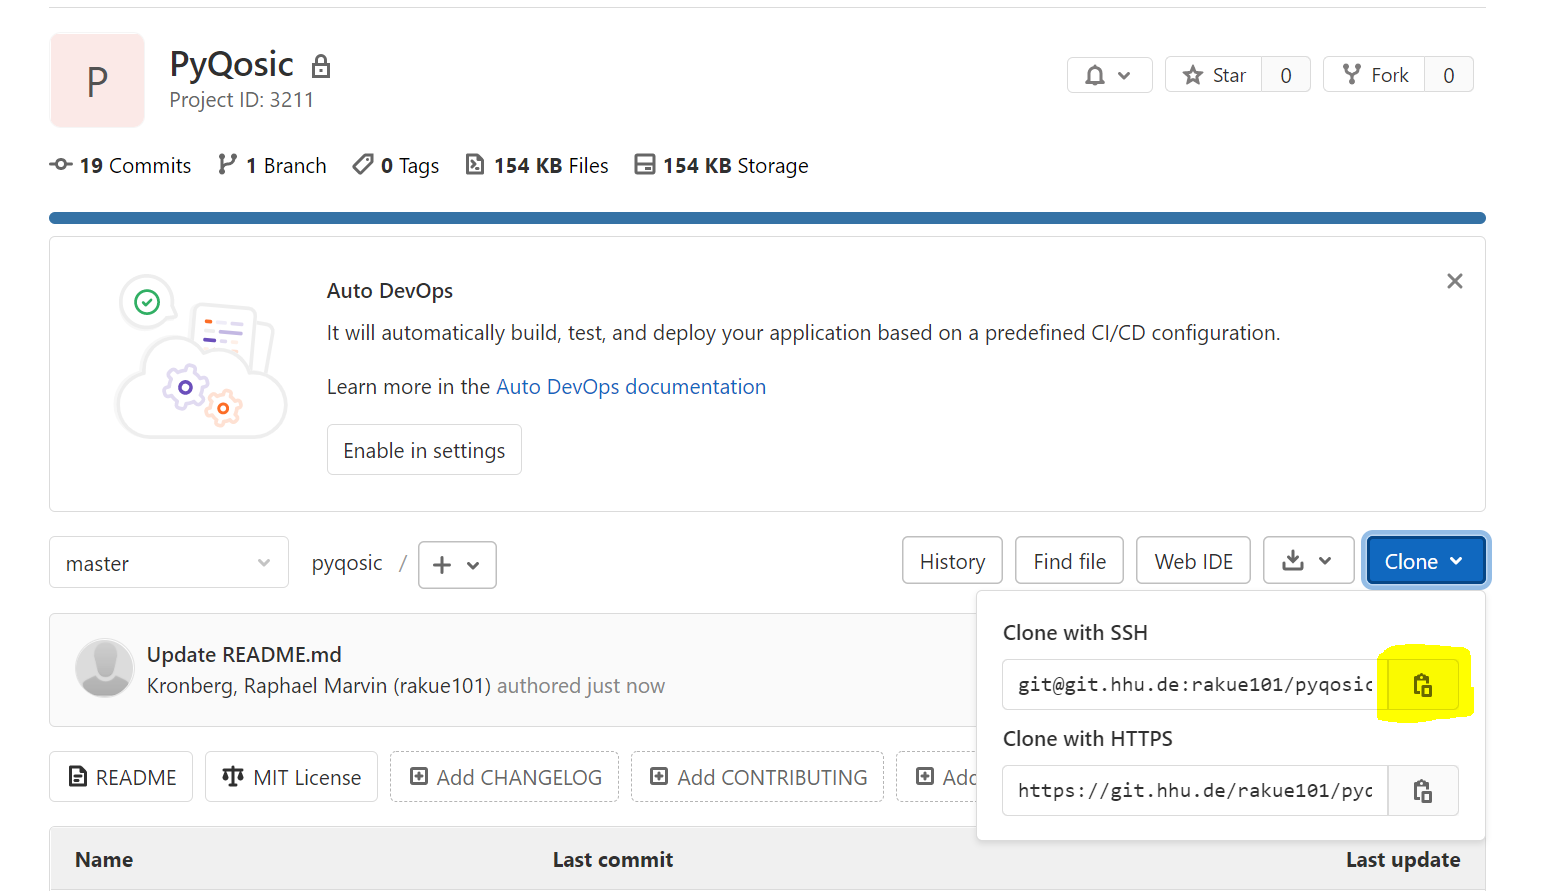 P
PyQosic
Project ID: 3211
Star 0 Fork 0
19 Commits 1 Branch 0 Tags 154 KB Files 154 KB Storage
Auto DevOps
It will automatically build, test, and deploy your application based on a predefined CI/CD configuration.
Learn more in the Auto DevOps documentation
Enable in settings
master pyqosic / + History Find file Web IDE Clone
Clone with SSH
Update README.md
Kronberg, Raphael Marvin (rakue101) authored just now
git@git.hhu.de:rakue101/pyqosic
Clone with HTTPS
README MIT License Add CHANGELOG Add CONTRIBUTING Add
https://git.hhu.de/rakue101/pyq
Name Last commit Last update